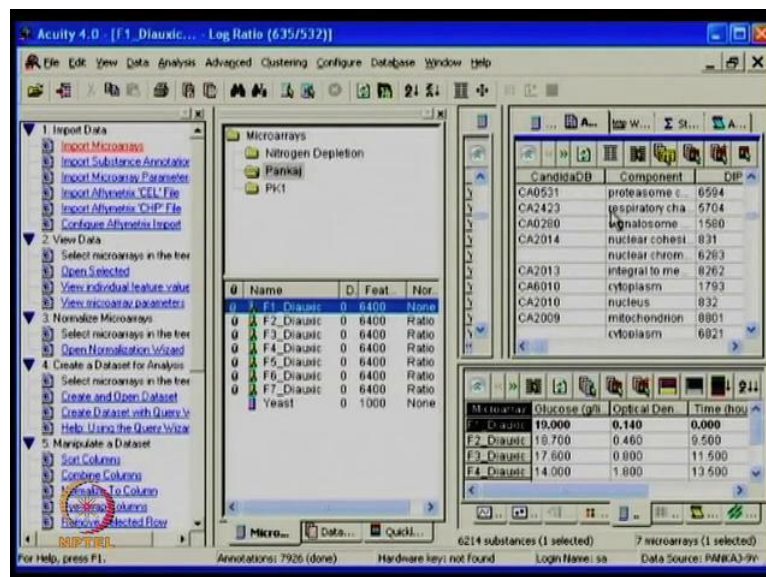 Acuity 4.0 - [F1_Diauxic... - Log Ratio (635/532)]
File Edit View Data Analysis Advanced Clustering Configure Database Window Help
1. Import Data
Import Microarrays
Import Substance Annotation
Import Microarray Parameter
Import Affymetrix 'CEL' File
Import Affymetrix 'CHP' File
Configure Affymetrix Import
2. View Data
Select microarrays in the tree
Open Selected
View individual feature value
View microarray parameters
3. Normalize Microarrays
Select microarrays in the tree
Open Normalization Wizard
4. Create a Dataset for Analysis
Select microarrays in the tree
Create and Open Dataset
Create Dataset with Query W
Help: Using the Query Wizar
5. Manipulate a Dataset
Sort Columns
Combine Columns
Normalize To Column
Columns
Remove Selected Row
NPTEL
Microarrays
Nitrogen Depletion
Pankaj
PK1
Name D. Feat... Nor...
F1_Diauxic 0 6400 None
F2_Diauxic 0 6400 Ratio
F3_Diauxic 0 6400 Ratio
F4_Diauxic 0 6400 Ratio
F5_Diauxic 0 6400 Ratio
F6_Diauxic 0 6400 Ratio
F7_Diauxic 0 6400 Ratio
Yeast 0 1000 None
Micro... Data... Quickl...
A... W... St... A...
CandidaDB Component DIP
CA0531 proteasome c... 6594
CA2423 respiratory cha 5704
CA0280 signalosome ... 1580
CA2014 nuclear cohesi 831
nuclear chrom... 6283
CA2013 integral to me... 8262
CA6010 cytoplasm 1793
CA2010 nucleus 832
CA2009 mitochondrion 8801
cytoplasm 6821
Microarray Glucose (g/li Optical Den... Time (hou
F1_Diauxic 19.000 0.140 0.000
F2_Diauxic 18.700 0.460 9.500
F3_Diauxic 17.600 0.800 11.500
F4_Diauxic 14.000 1.800 13.500
6214 substances (1 selected) 7 microarrays (1 selected)
For Help, press F1. Annotations: 7926 (done) Hardware key: not found Login Name: sa Data Source: PANKAJ-9